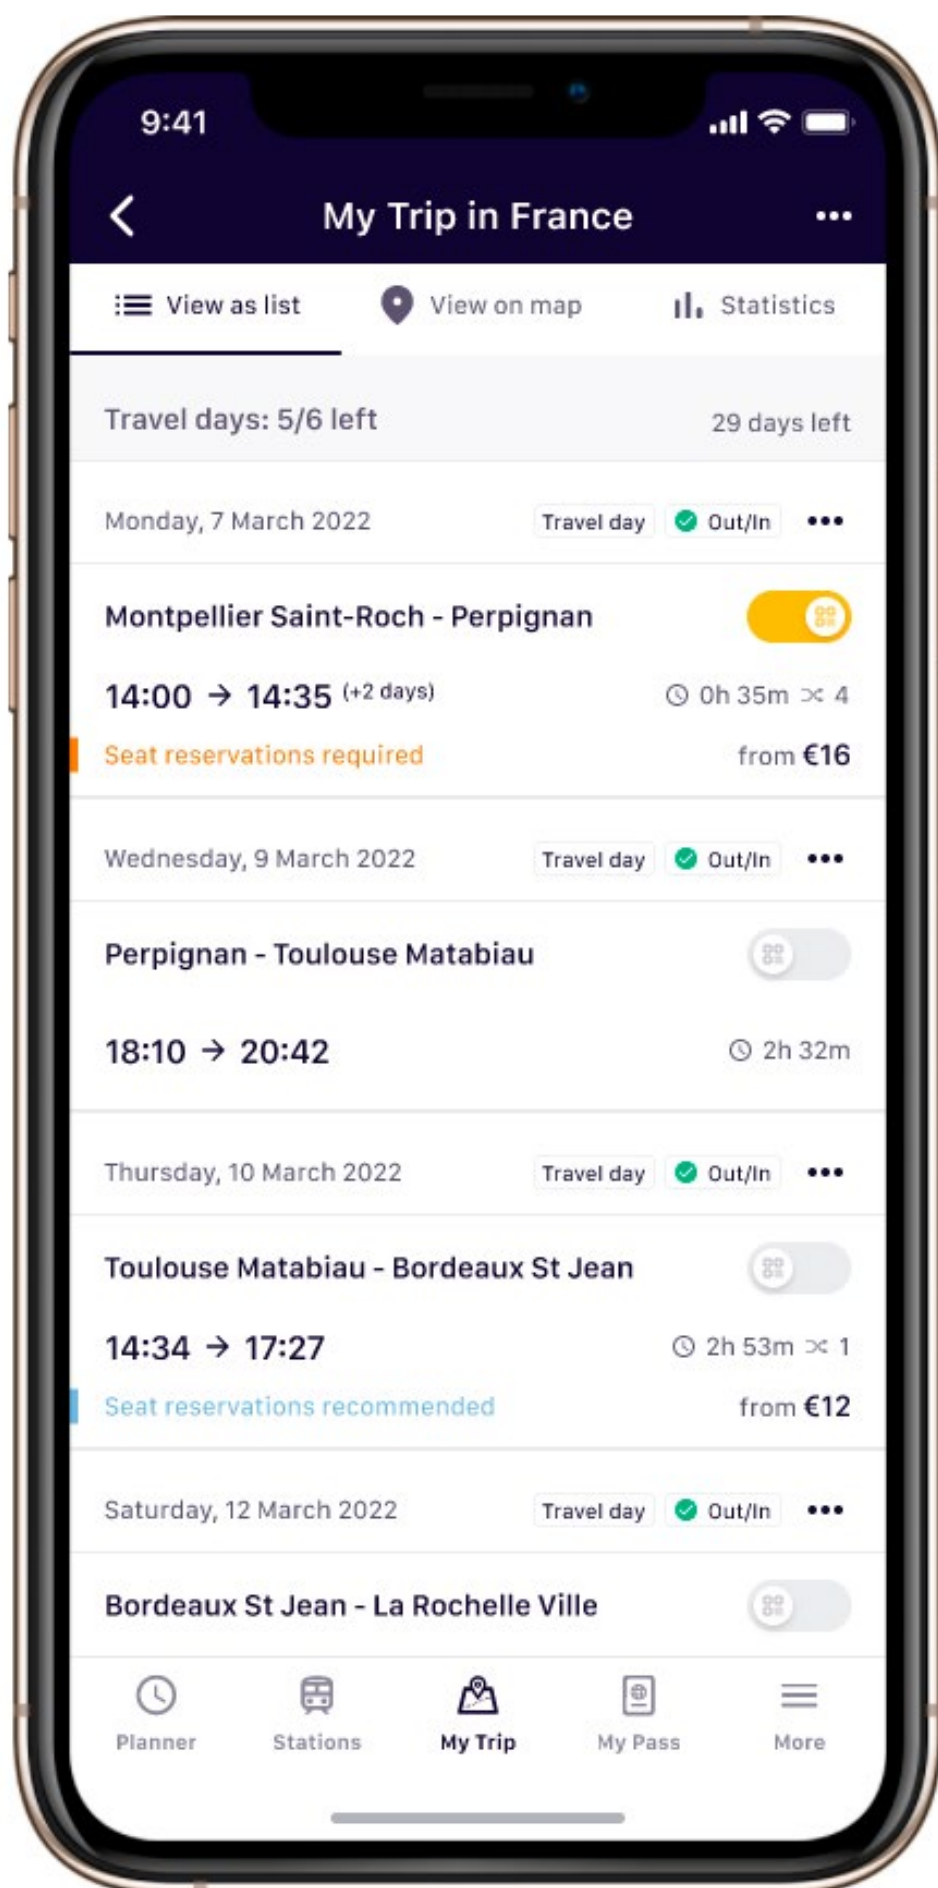 9:41
My Trip in France
View as list View on map Statistics
Travel days: 5/6 left 29 days left
Monday, 7 March 2022 Travel day Out/In
Montpellier Saint-Roch - Perpignan
14:00 → 14:35 (+2 days) 0h 35m 4
Seat reservations required from €16
Wednesday, 9 March 2022 Travel day Out/In
Perpignan - Toulouse Matabiau
18:10 → 20:42 2h 32m
Thursday, 10 March 2022 Travel day Out/In
Toulouse Matabiau - Bordeaux St Jean
14:34 → 17:27 2h 53m 1
Seat reservations recommended from €12
Saturday, 12 March 2022 Travel day Out/In
Bordeaux St Jean - La Rochelle Ville
Planner Stations My Trip My Pass More